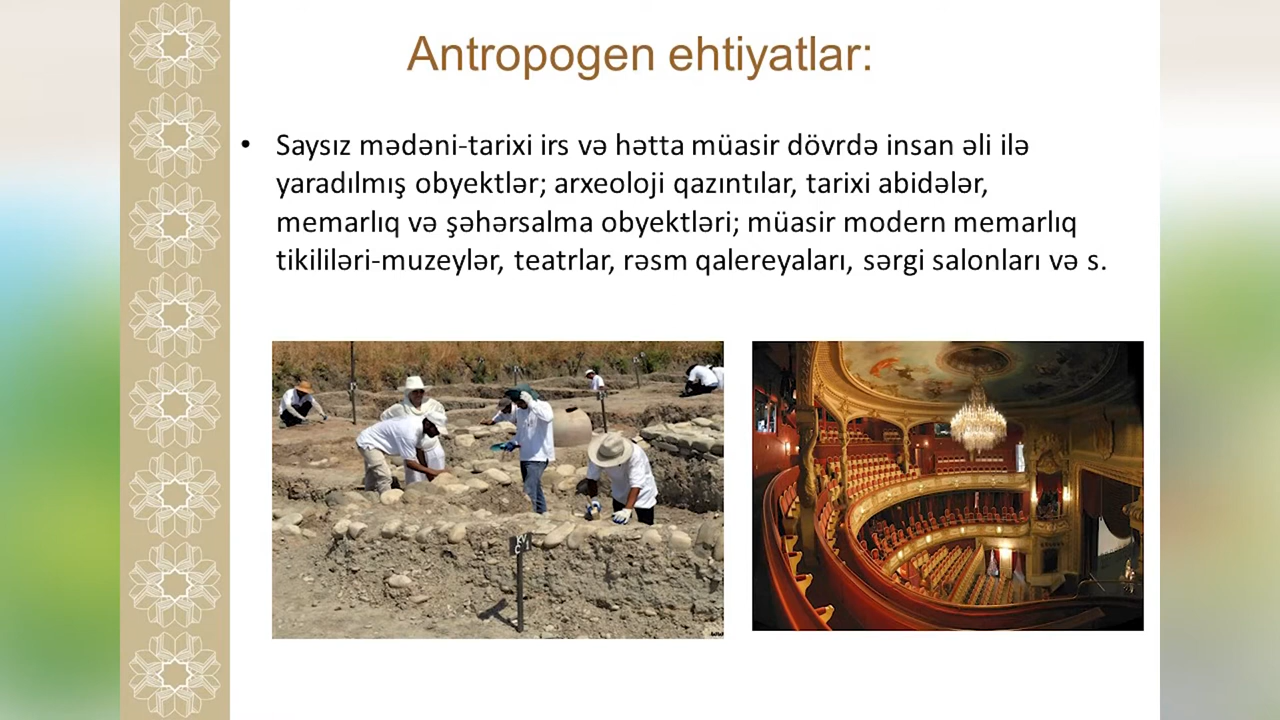 Antropogen ehtiyatlar:
• Saysız mədəni-tarixi irs və hətta müasir dövrdə insan əli ilə
yaradılmış obyektlər; arxeoloji qazıntılar, tarixi abidələr,
memarlıq və şəhərsalma obyektləri; müasir modern memarlıq
tikililəri-muzeylər, teatrlar, rəsm qalereyaları, sərgi salonları və s.